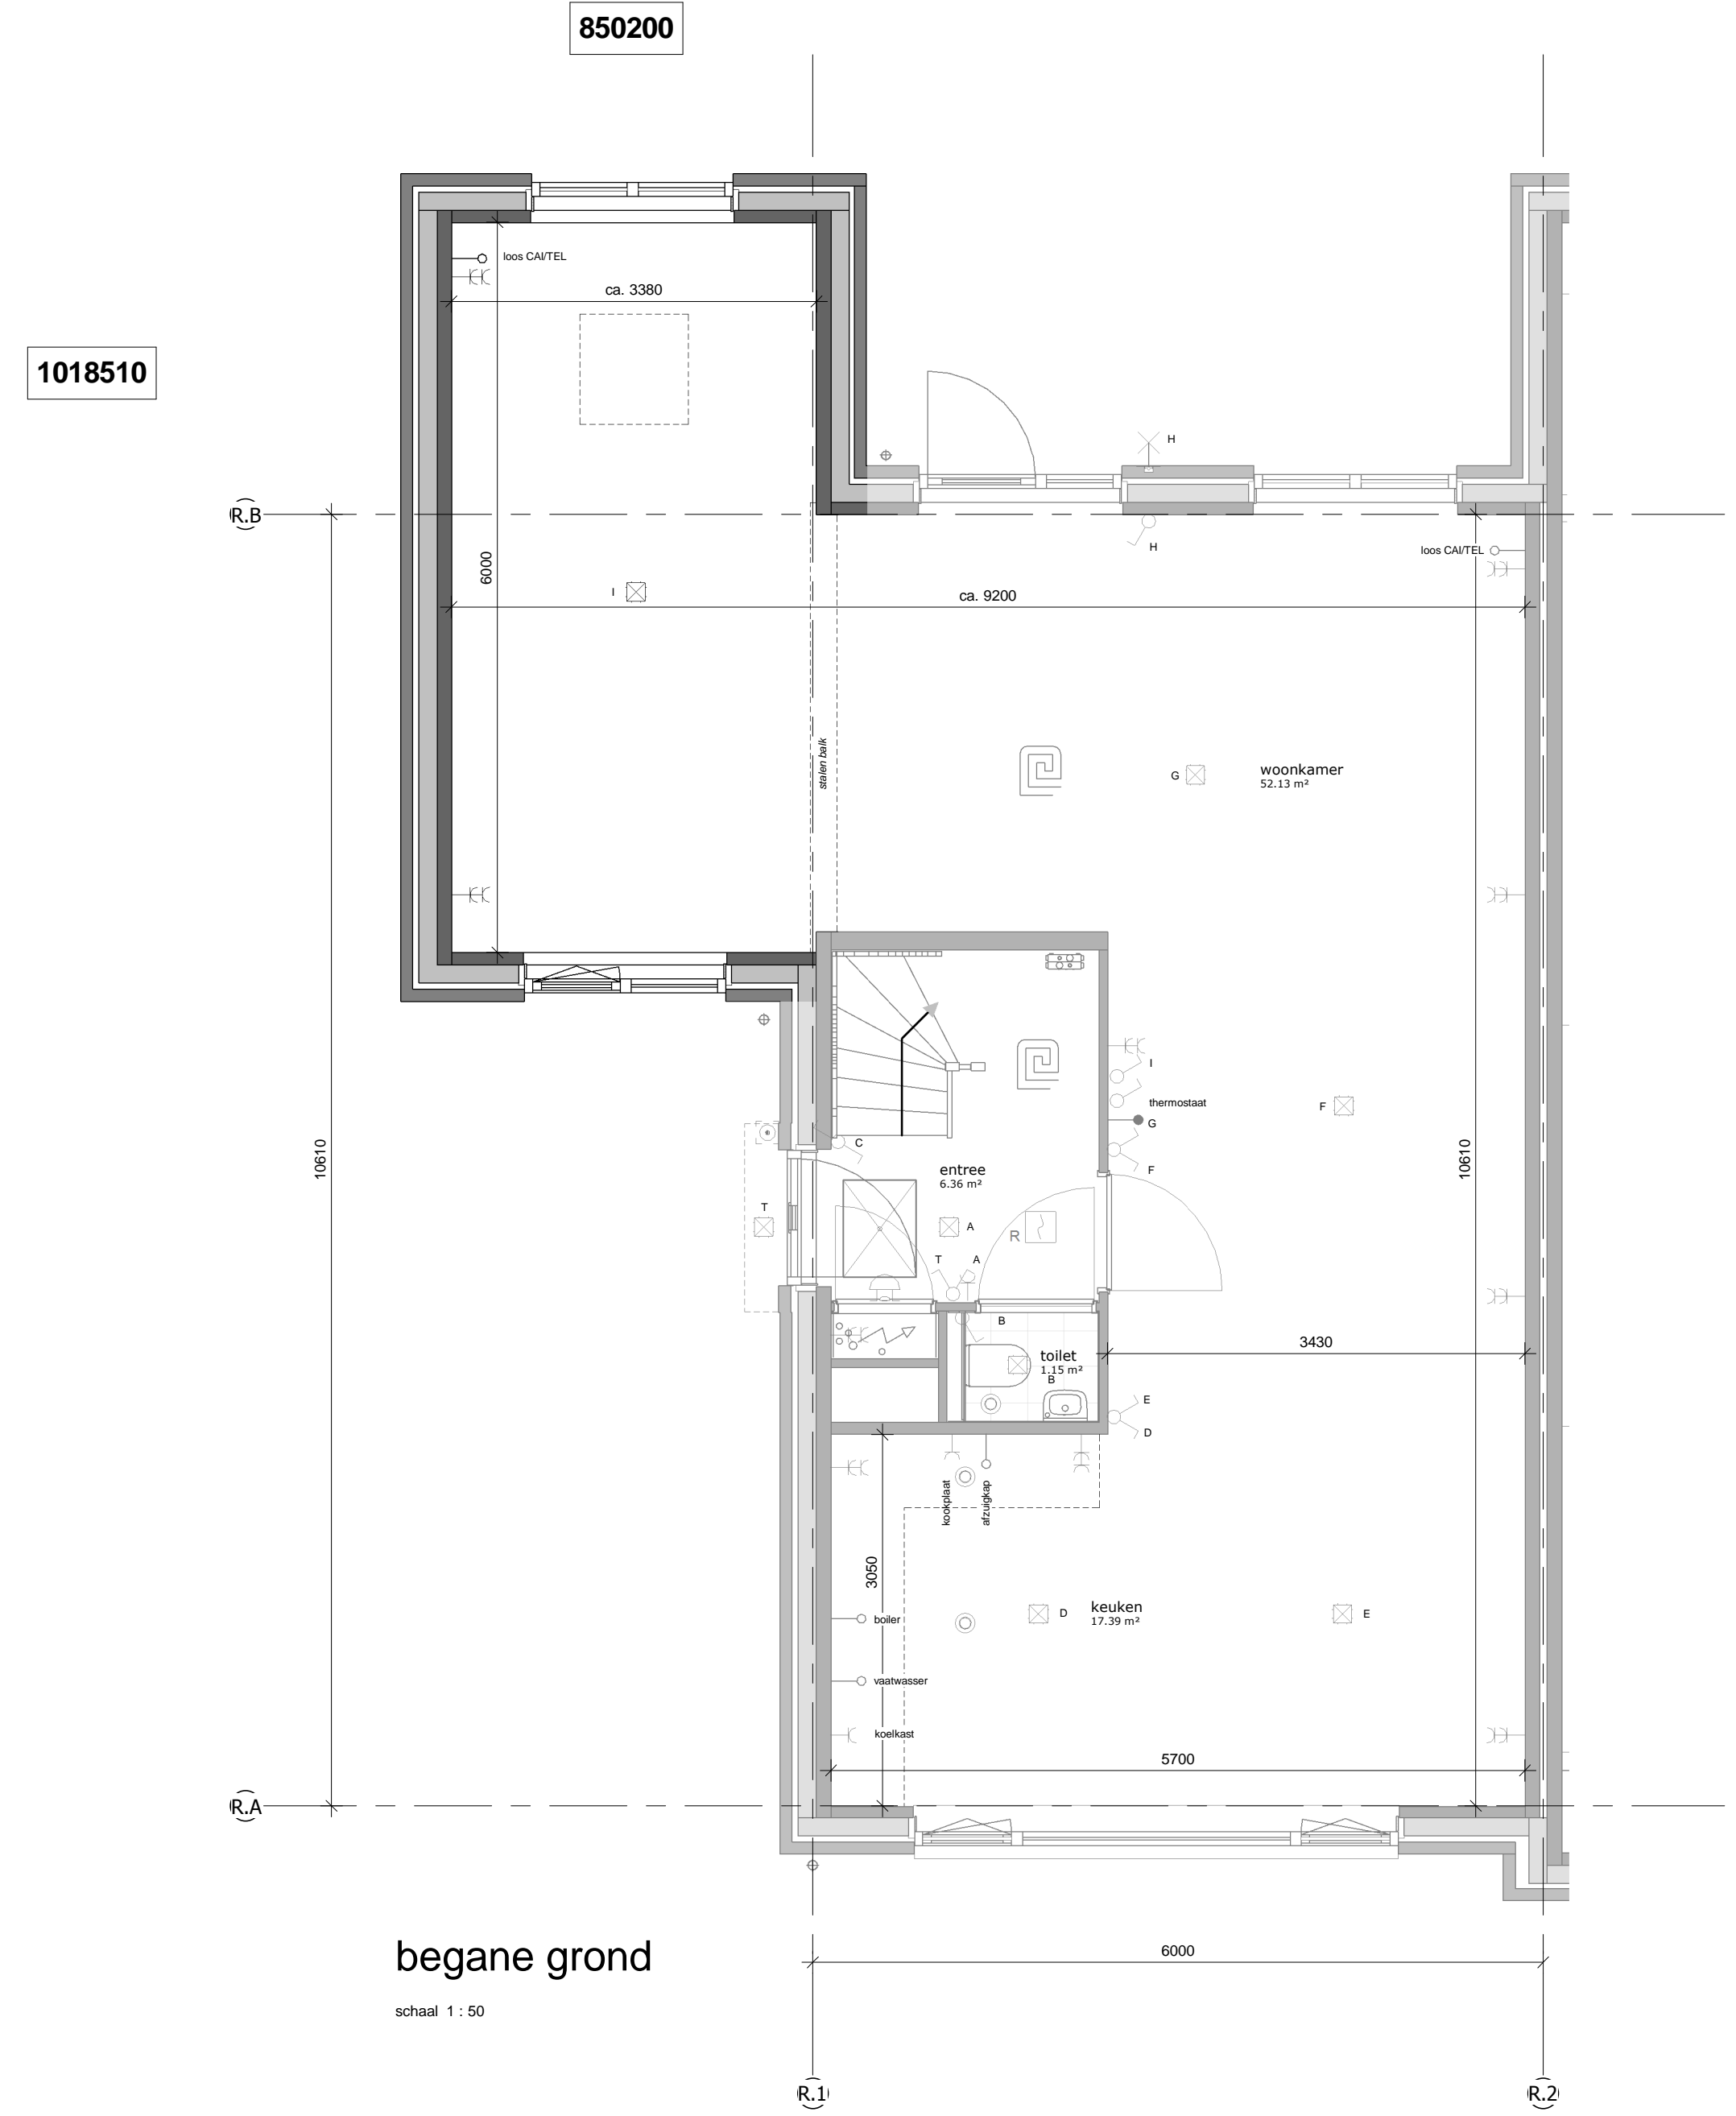 850200
1018510
loos CAI/TEL
ca. 3380
H
R.B
H
loos CAI/TEL
6000
I
ca. 9200
stalen balk
G
woonkamer
52.13 m²
I
thermostaat
F
G
C
F
10610
10610
entree
6.36 m²
T
A
R
T
A
B
3430
toilet
1.15 m²
B
E
D
kookplaat
afzuigkap
3050
D
keuken
17.39 m²
E
boiler
vaatwasser
koelkast
5700
R.A
begane grond
6000
schaal 1 : 50
R.1
R.2